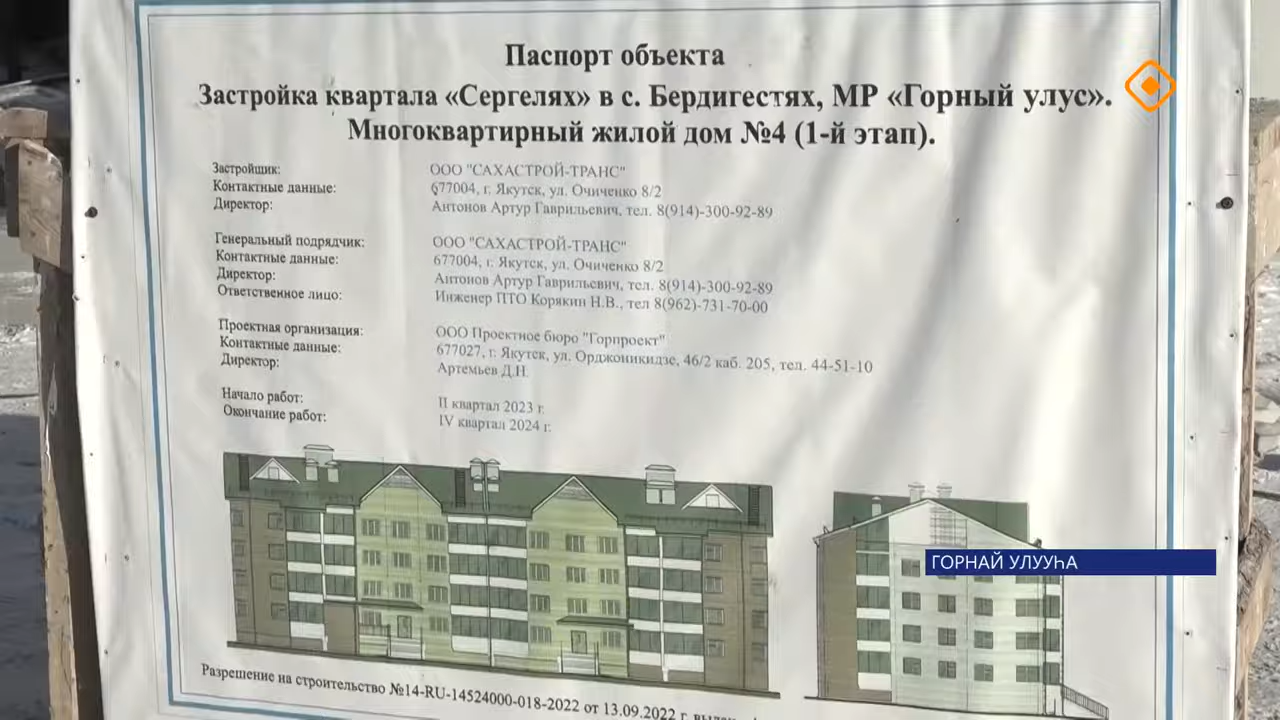 Паспорт объекта
Застройка квартала «Сергелях» в с. Бердигестях, МР «Горный улус».
Многоквартирный жилой дом №4 (1-й этап).
Застройщик: ООО "САХАСТРОЙ-ТРАНС"
Контактные данные: 677004, г. Якутск, ул. Очиченко 8/2
Директор: Антонов Артур Гаврильевич, тел. 8(914)-300-92-89
Генеральный подрядчик: ООО "САХАСТРОЙ-ТРАНС"
Контактные данные: 677004, г. Якутск, ул. Очиченко 8/2
Директор: Антонов Артур Гаврильевич, тел. 8(914)-300-92-89
Ответственное лицо: Инженер ПТО Корякин Н.В., тел 8(962)-731-70-00
Проектная организация: ООО Проектное бюро "Горпроект"
Контактные данные: 677027, г. Якутск, ул. Орджоникидзе, 46/2 каб. 205, тел. 44-51-10
Директор: Артемьев Д.Н.
Начало работ: II квартал 2023 г.
Окончание работ: IV квартал 2024 г.
ГОРНАЙ УЛУУҺА
Разрешение на строительство №14-RU-14524000-018-2022 от 13.09.2022 г.